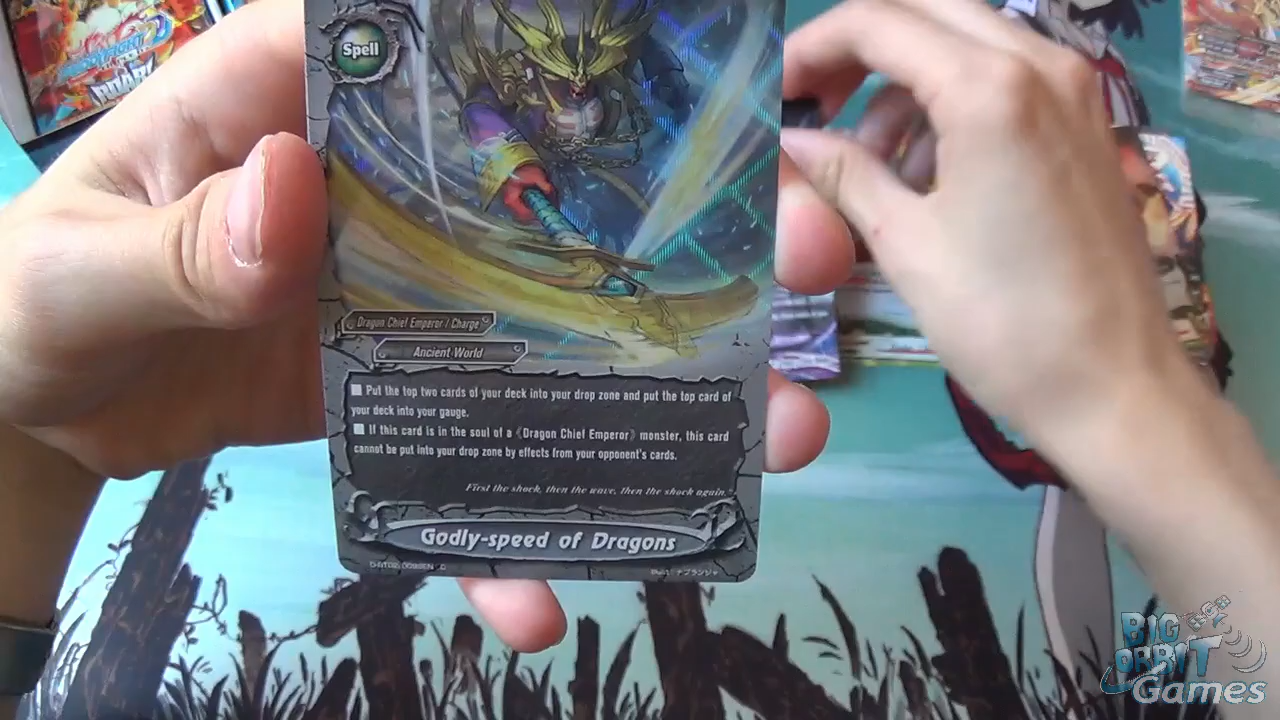 Spell
Dragon Chief Emperor / Charge
Ancient World
Put the top two cards of your deck into your drop zone and put the top card of
your deck into your gauge.
If this card is in the soul of a 《Dragon Chief Emperor》 monster, this card
cannot be put into your drop zone by effects from your opponent's cards.
First the shock, then the wave, then the shock again.
Godly-speed of Dragons
BIG
ORBIT
Games